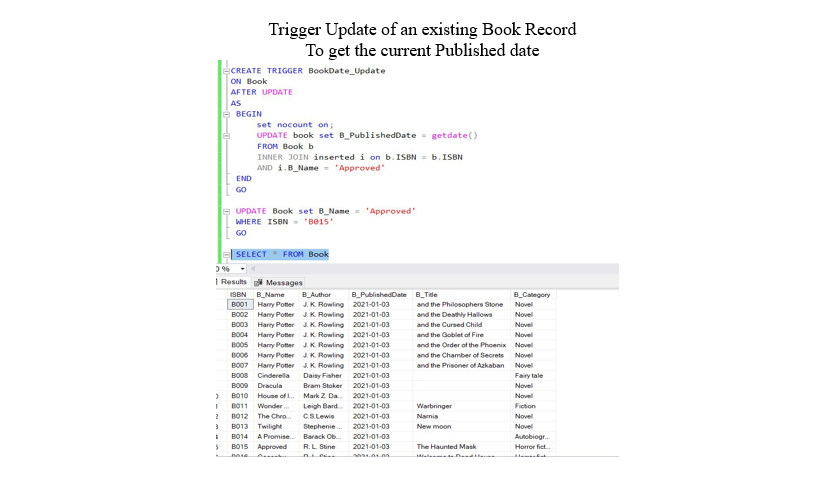 Trigger Update of an existing Book Record
To get the current Published date
CREATE TRIGGER BookDate_Update
ON Book
AFTER UPDATE
AS
BEGIN
set nocount on;
UPDATE book set B_PublishedDate = getdate()
FROM Book b
INNER JOIN inserted i on b.ISBN = b.ISBN
AND i.B_Name = 'Approved'
END
GO
UPDATE Book set B_Name = 'Approved'
WHERE ISBN = 'B015'
GO
SELECT * FROM Book
0 %
Results Messages
ISBN B_Name B_Author B_PublishedDate B_Title B_Category
B001 Harry Potter J. K. Rowling 2021-01-03 and the Philosophers Stone Novel
B002 Harry Potter J. K. Rowling 2021-01-03 and the Deathly Hallows Novel
B003 Harry Potter J. K. Rowling 2021-01-03 and the Cursed Child Novel
B004 Harry Potter J. K. Rowling 2021-01-03 and the Goblet of Fire Novel
B005 Harry Potter J. K. Rowling 2021-01-03 and the Order of the Phoenix Novel
B006 Harry Potter J. K. Rowling 2021-01-03 and the Chamber of Secrets Novel
B007 Harry Potter J. K. Rowling 2021-01-03 and the Prisoner of Azkaban Novel
B008 Cinderella Daisy Fisher 2021-01-03 Fairy tale
B009 Dracula Bram Stoker 2021-01-03 Novel
B010 House of l... Mark Z. Da... 2021-01-03 Novel
B011 Wonder ... Leigh Bard... 2021-01-03 Warbringer Fiction
B012 The Chro... C.S.Lewis 2021-01-03 Narnia Novel
B013 Twilight Stephenie ... 2021-01-03 New moon Novel
B014 A Promise... Barack Ob... 2021-01-03 Autobiogr...
B015 Approved R. L. Stine 2021-01-03 The Haunted Mask Horror fict...